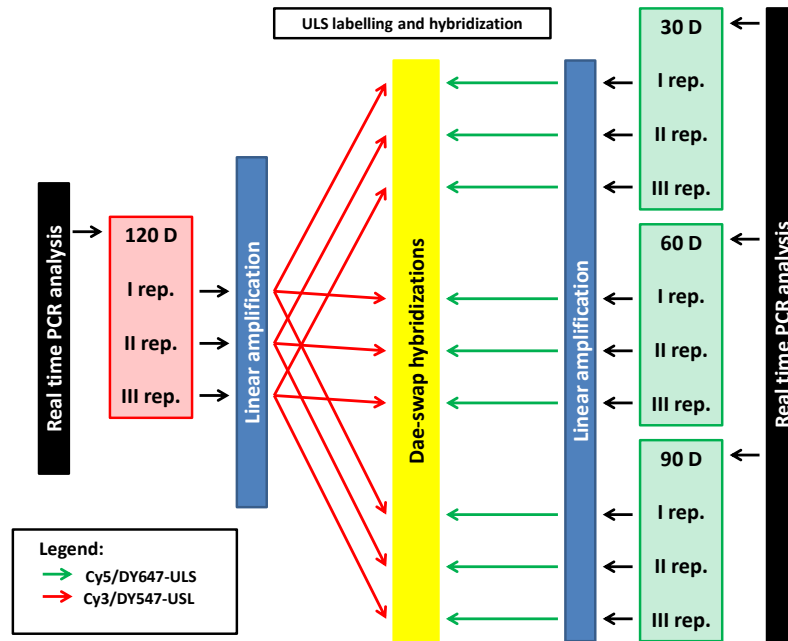 ULS labelling and hybridization
Real time PCR analysis
120 D
I rep.
II rep.
III rep.
Linear amplification
Dae-swap hybridizations
Linear amplification
30 D
I rep.
II rep.
III rep.
60 D
I rep.
II rep.
III rep.
90 D
I rep.
II rep.
III rep.
Real time PCR analysis
Legend:
Cy5/DY647-ULS
Cy3/DY547-USL